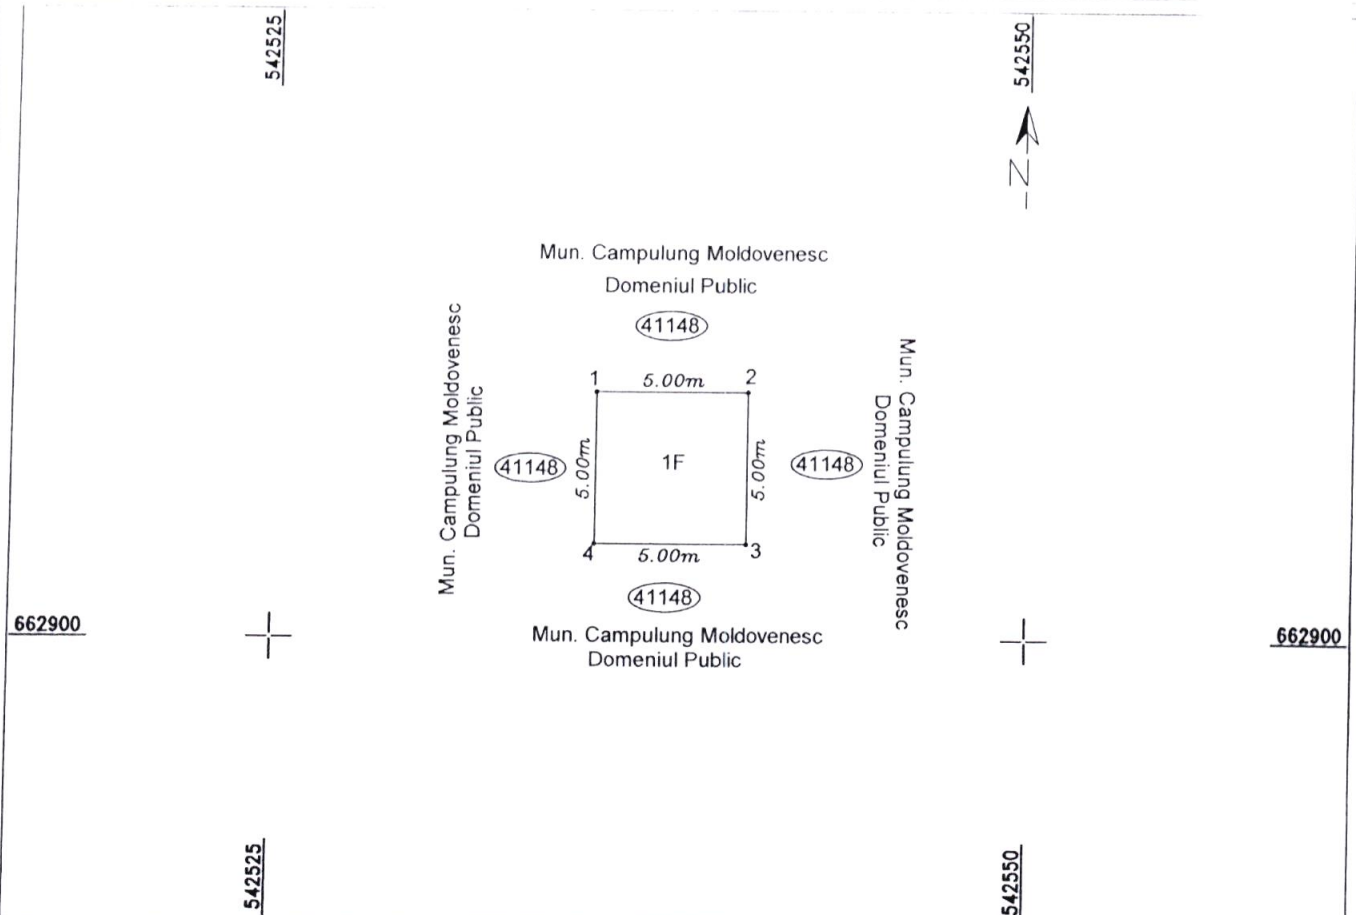 542525
542550
N
Mun. Campulung Moldovenesc
Domeniul Public
41148
Mun. Campulung Moldovenesc
Domeniul Public
41148
1
5.00m
2
5.00m
1F
5.00m
41148
Mun. Campulung Moldovenesc
Domeniul Public
4
5.00m
3
41148
Mun. Campulung Moldovenesc
Domeniul Public
662900
662900
542525
542550